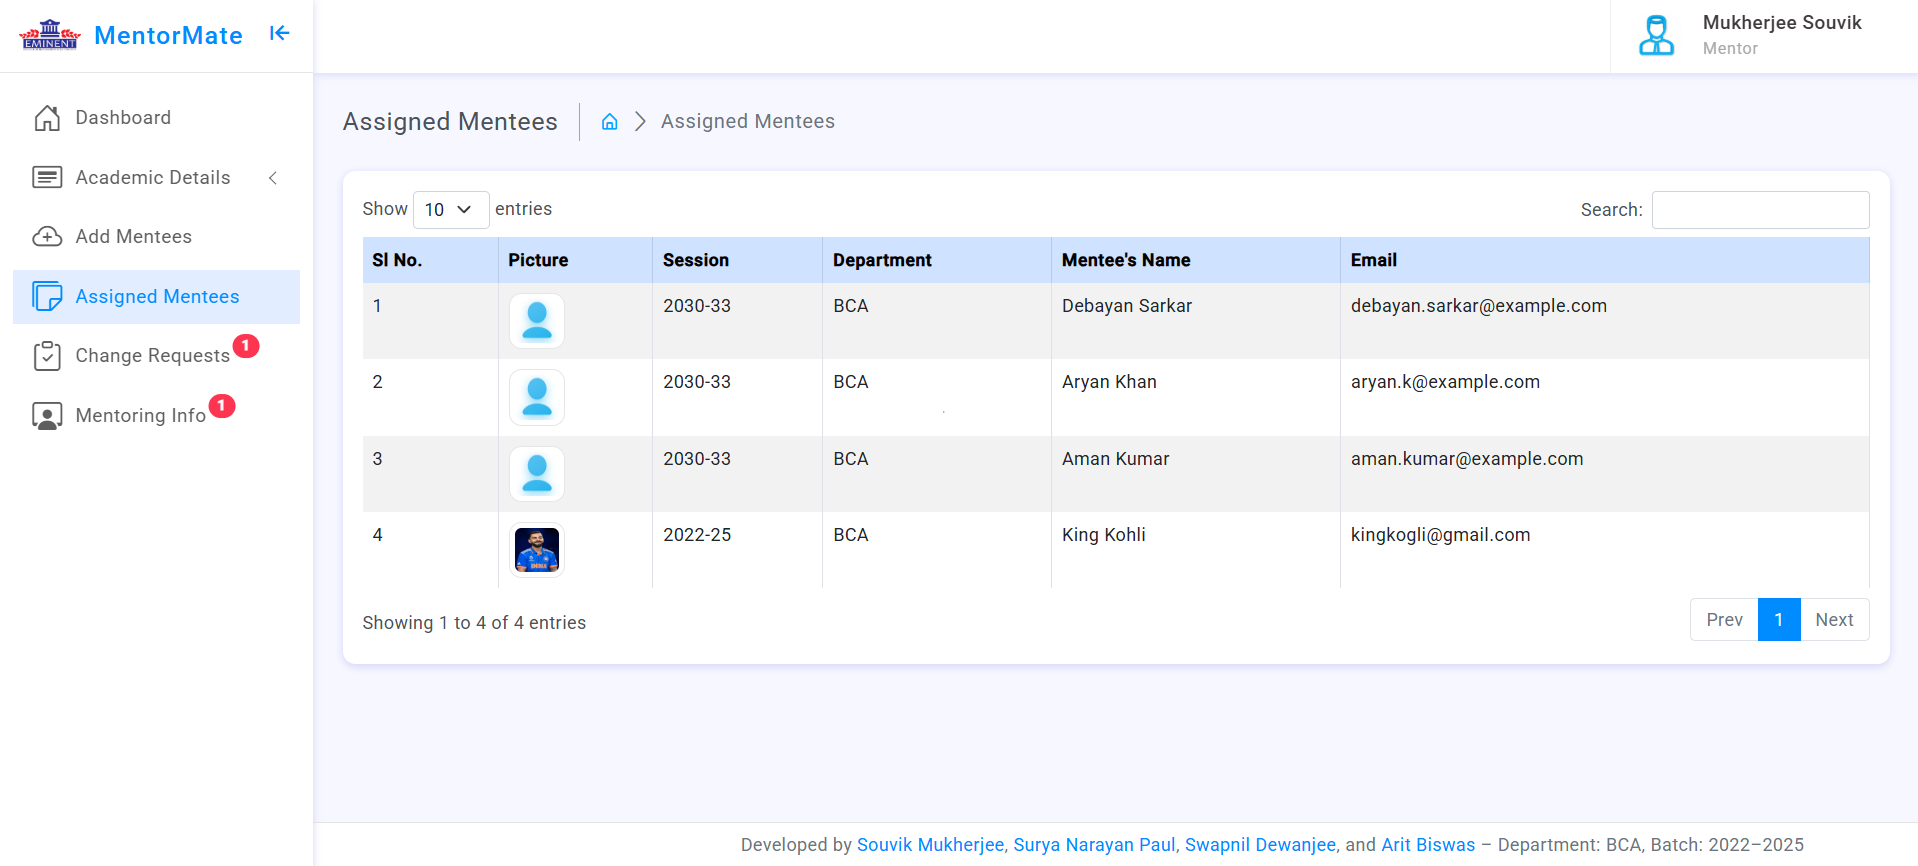 EMINENT
MentorMate
Mukherjee Souvik
Mentor
Dashboard
Academic Details
Add Mentees
Assigned Mentees
Change Requests 1
Mentoring Info 1
Assigned Mentees
Assigned Mentees
Show 10 entries
Search:
Sl No. Picture Session Department Mentee's Name Email
1 2030-33 BCA Debayan Sarkar debayan.sarkar@example.com
2 2030-33 BCA Aryan Khan aryan.k@example.com
3 2030-33 BCA Aman Kumar aman.kumar@example.com
4 INDIA 2022-25 BCA King Kohli kingkogli@gmail.com
Showing 1 to 4 of 4 entries
Prev 1 Next
Developed by Souvik Mukherjee, Surya Narayan Paul, Swapnil Dewanjee, and Arit Biswas – Department: BCA, Batch: 2022–2025